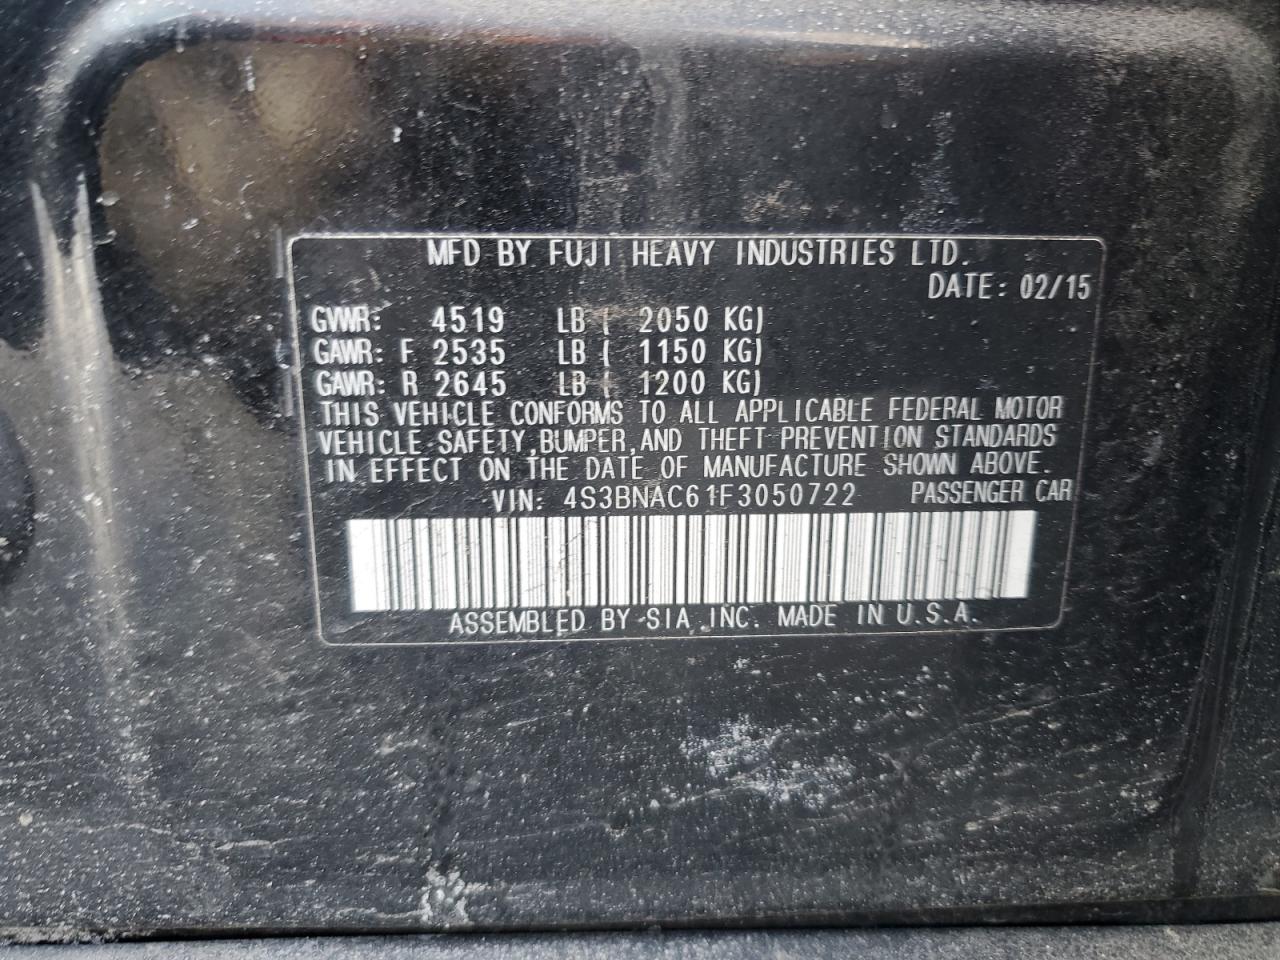 MFD BY FUJI HEAVY INDUSTRIES LTD.
DATE: 02/15
GVWR: 4519 LB ( 2050 KG)
GAWR: F 2535 LB ( 1150 KG)
GAWR: R 2645 LB ( 1200 KG)
THIS VEHICLE CONFORMS TO ALL APPLICABLE FEDERAL MOTOR
VEHICLE SAFETY, BUMPER, AND THEFT PREVENTION STANDARDS
IN EFFECT ON THE DATE OF MANUFACTURE SHOWN ABOVE.
VIN: 4S3BNAC61F3050722 PASSENGER CAR
ASSEMBLED BY SIA, INC. MADE IN U.S.A.